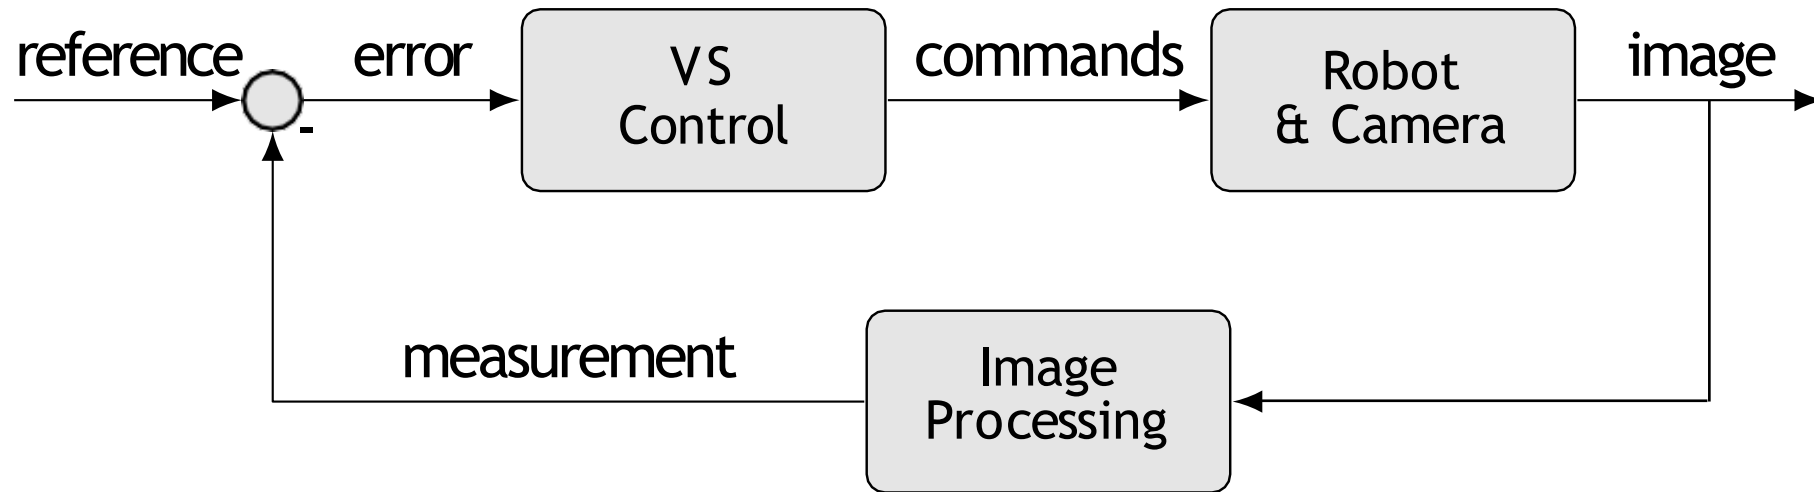 reference
error
VS
Control
commands
Robot
& Camera
image
-
measurement
Image
Processing